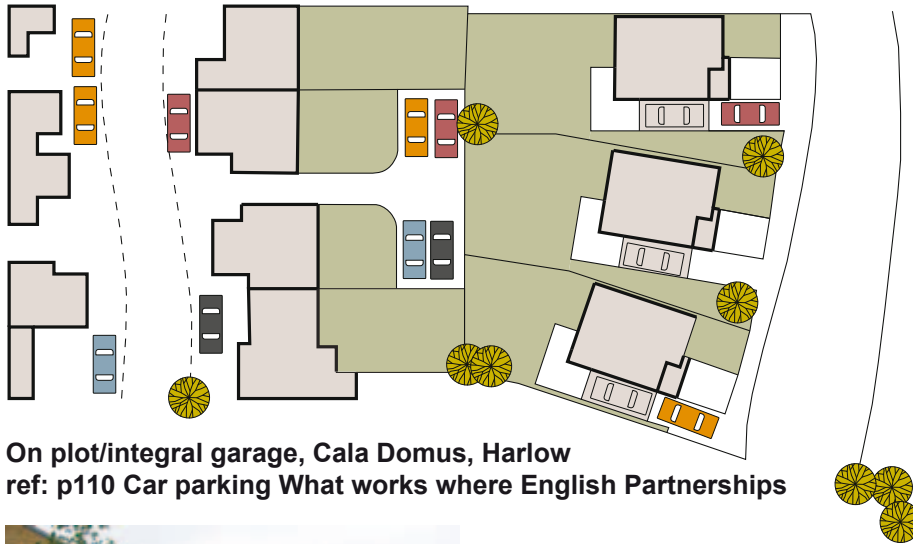 On plot/integral garage, Cala Domus, Harlow
ref: p110 Car parking What works where English Partnerships